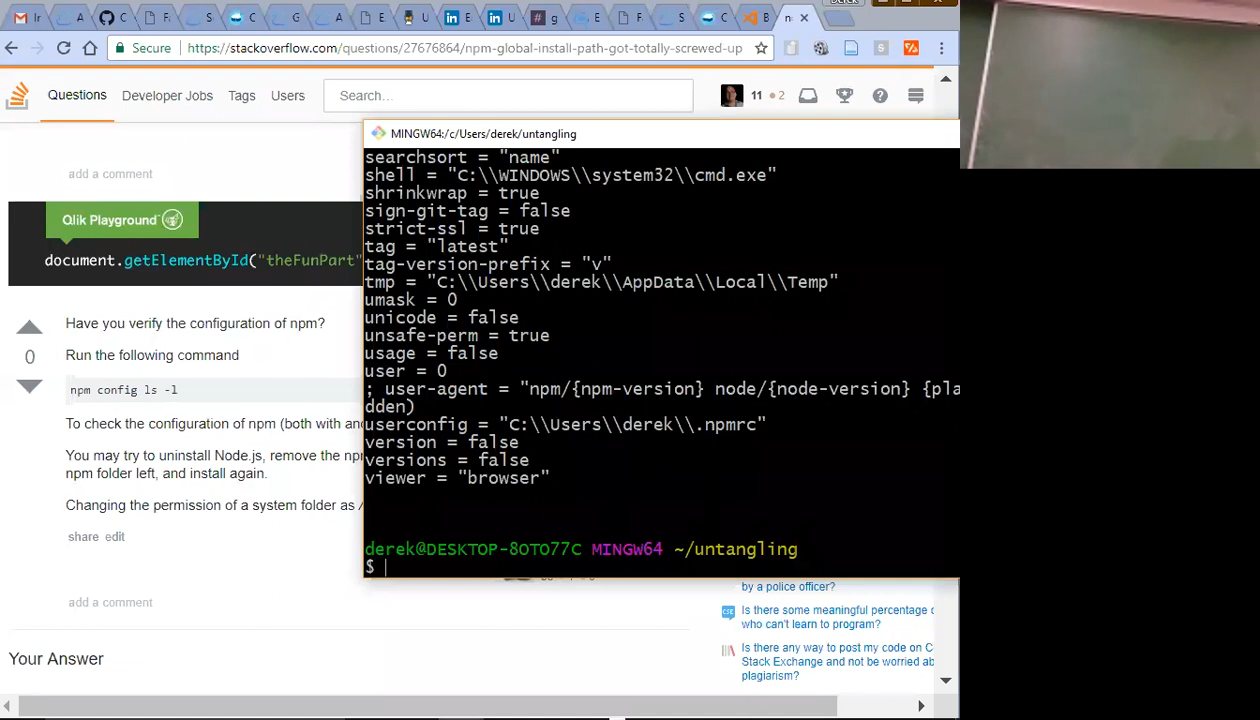 Derek
Ir
Secure
https://stackoverflow.com/questions/27676864/npm-global-install-path-got-totally-screwed-up
Questions
Developer Jobs
Tags
Users
Search...
11
2
MINGW64:/c/Users/derek/untangling
add a comment
Qlik Playground
document.getElementById("theFunPart"
Have you verify the configuration of npm?
0
Run the following command
npm config ls -l
To check the configuration of npm (both with and
You may try to uninstall Node.js, remove the npm
npm folder left, and install again.
Changing the permission of a system folder as /
share edit
add a comment
Your Answer
searchsort = "name"
shell = "C:\\WINDOWS\\system32\\cmd.exe"
shrinkwrap = true
sign-git-tag = false
strict-ssl = true
tag = "latest"
tag-version-prefix = "v"
tmp = "C:\\Users\\derek\\AppData\\Local\\Temp"
umask = 0
unicode = false
unsafe-perm = true
usage = false
user = 0
; user-agent = "npm/{npm-version} node/{node-version} {pla
dden)
userconfig = "C:\\Users\\derek\\.npmrc"
version = false
versions = false
viewer = "browser"
derek@DESKTOP-8OTO77C MINGW64 ~/untangling
$
by a police officer?
Is there some meaningful percentage o
who can't learn to program?
Is there any way to post my code on C
Stack Exchange and not be worried ab
plagiarism?